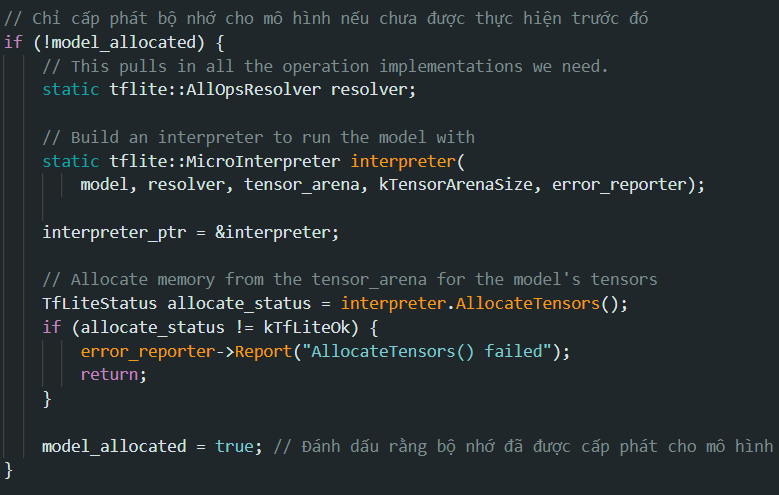 // Chỉ cấp phát bộ nhớ cho mô hình nếu chưa được thực hiện trước đó
if (!model_allocated) {
    // This pulls in all the operation implementations we need.
    static tflite::AllOpsResolver resolver;

    // Build an interpreter to run the model with
    static tflite::MicroInterpreter interpreter(
        model, resolver, tensor_arena, kTensorArenaSize, error_reporter);

    interpreter_ptr = &interpreter;

    // Allocate memory from the tensor_arena for the model's tensors
    TfLiteStatus allocate_status = interpreter.AllocateTensors();
    if (allocate_status != kTfLiteOk) {
        error_reporter->Report("AllocateTensors() failed");
        return;
    }

    model_allocated = true; // Đánh dấu rằng bộ nhớ đã được cấp phát cho mô hình
}